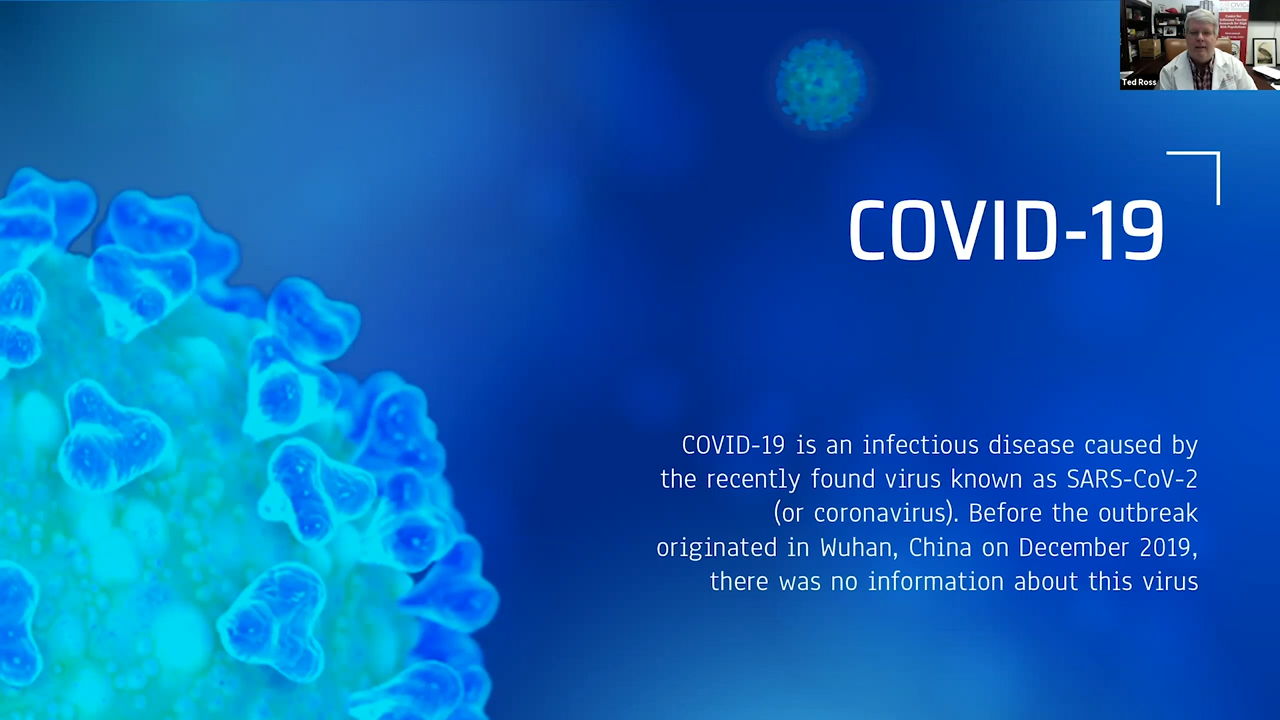 Ted Ross
COVID-19
COVID-19 is an infectious disease caused by
the recently found virus known as SARS-CoV-2
(or coronavirus). Before the outbreak
originated in Wuhan, China on December 2019,
there was no information about this virus